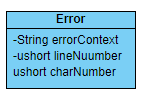 Error
-String errorContext
-ushort lineNuumber
ushort charNumber